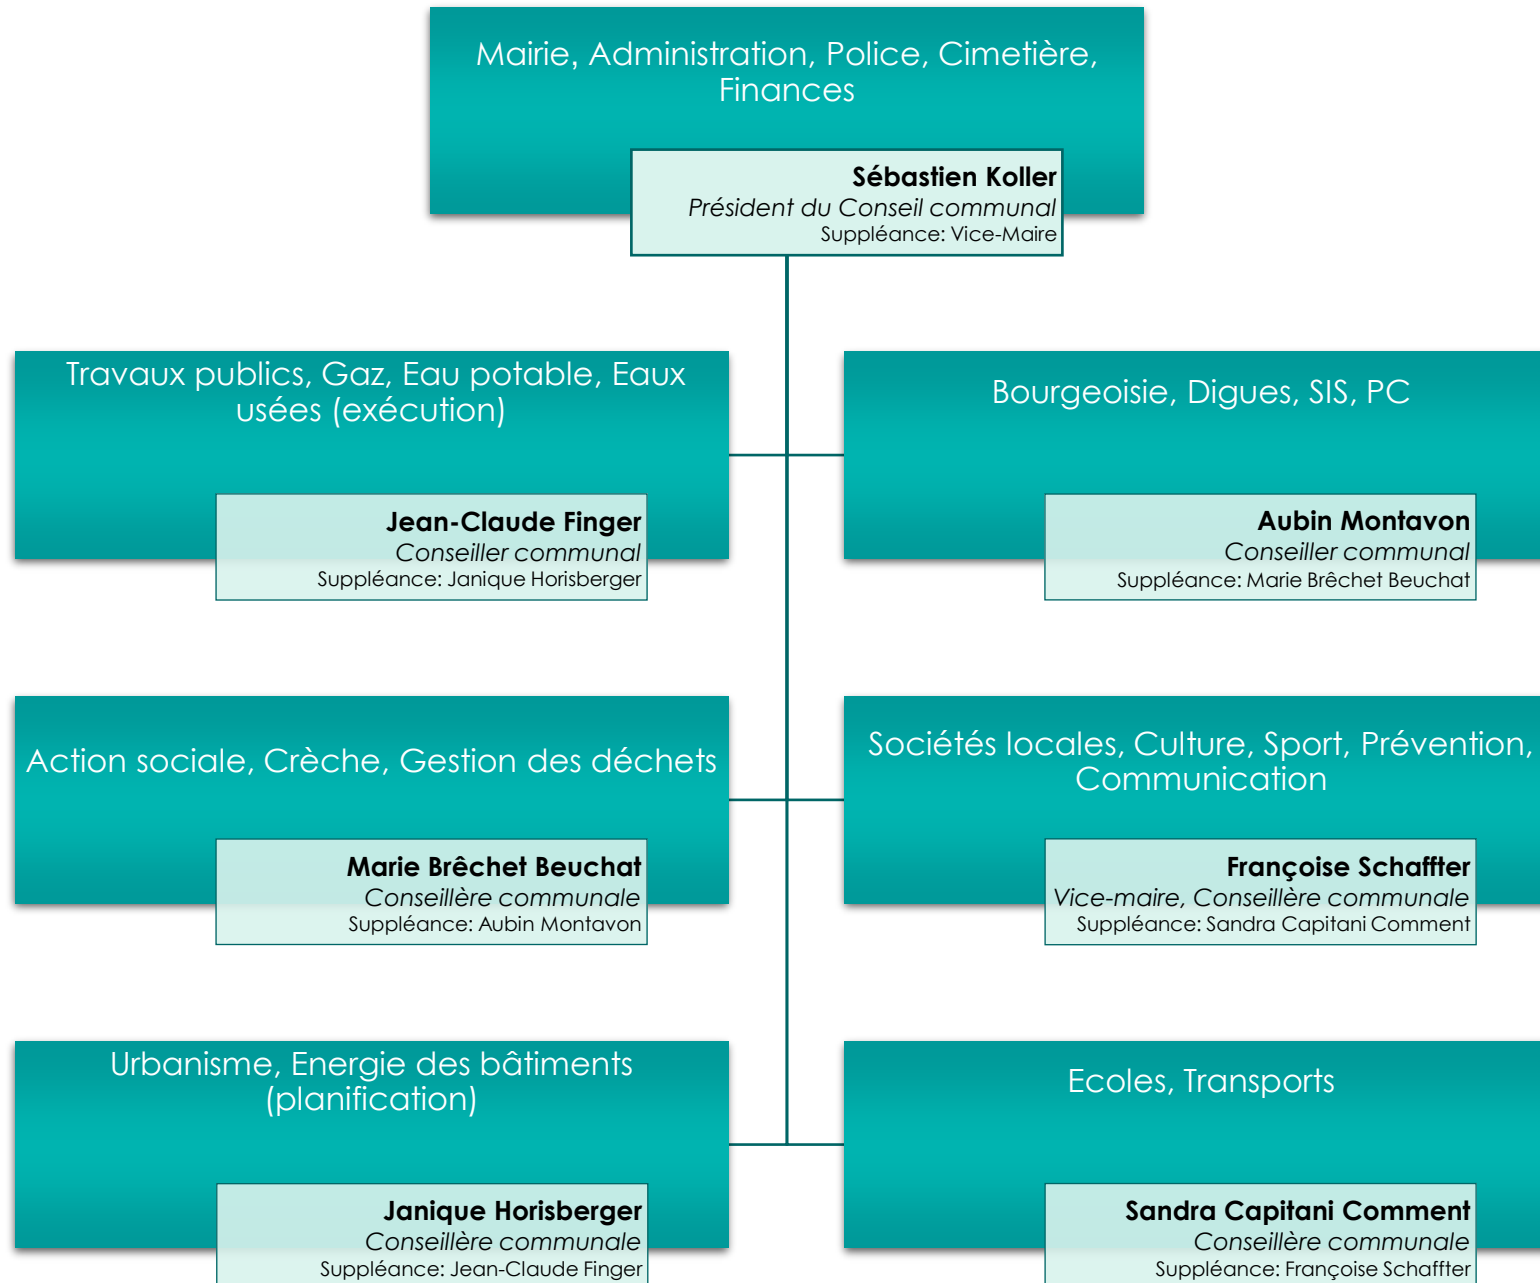 Mairie, Administration, Police, Cimetière,
Finances
Sébastien Koller
Président du Conseil communal
Suppléance: Vice-Maire
Travaux publics, Gaz, Eau potable, Eaux
usées (exécution)
Jean-Claude Finger
Conseiller communal
Suppléance: Janique Horisberger
Bourgeoisie, Digues, SIS, PC
Aubin Montavon
Conseiller communal
Suppléance: Marie Brêchet Beuchat
Action sociale, Crèche, Gestion des déchets
Marie Brêchet Beuchat
Conseillère communale
Suppléance: Aubin Montavon
Sociétés locales, Culture, Sport, Prévention,
Communication
Françoise Schaffter
Vice-maire, Conseillère communale
Suppléance: Sandra Capitani Comment
Urbanisme, Energie des bâtiments
(planification)
Janique Horisberger
Conseillère communale
Suppléance: Jean-Claude Finger
Ecoles, Transports
Sandra Capitani Comment
Conseillère communale
Suppléance: Françoise Schaffter